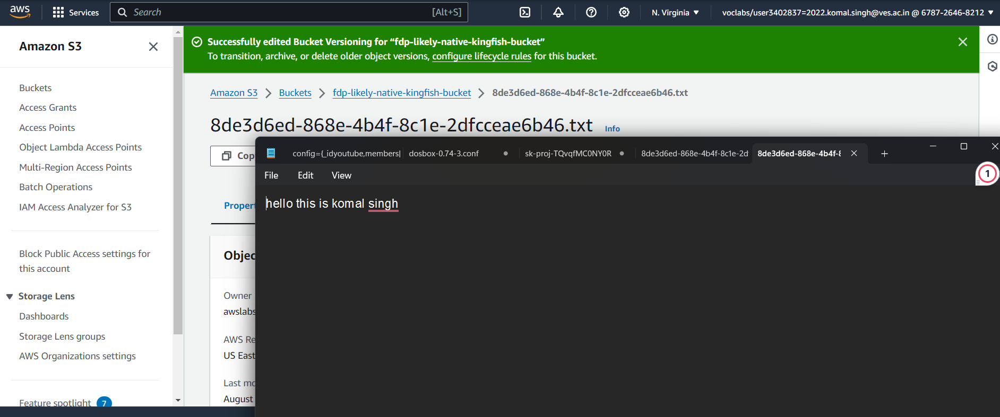 aws Services Search [Alt+S] N. Virginia voclabs/user3402837=2022.komal.singh@ves.ac.in @ 6787-2646-8212
Amazon S3
Buckets
Access Grants
Access Points
Object Lambda Access Points
Multi-Region Access Points
Batch Operations
IAM Access Analyzer for S3
Block Public Access settings for
this account
Storage Lens
Dashboards
Storage Lens groups
AWS Organizations settings
Feature spotlight 7
Successfully edited Bucket Versioning for “fdp-likely-native-kingfish-bucket”
To transition, archive, or delete older object versions, configure lifecycle rules for this bucket.
Amazon S3 > Buckets > fdp-likely-native-kingfish-bucket > 8de3d6ed-868e-4b4f-8c1e-2dfcceae6b46.txt
8de3d6ed-868e-4b4f-8c1e-2dfcceae6b46.txt Info
Cop
Propert
Objec
Owner
awslabs
AWS Re
US East
Last mo
August
config={_idyoutube,members| dosbox-0.74-3.conf sk-proj-TQvqfMC0NY0R 8de3d6ed-868e-4b4f-8c1e-2d 8de3d6ed-868e-4b4f-8
File Edit View
1
hello this is komal singh